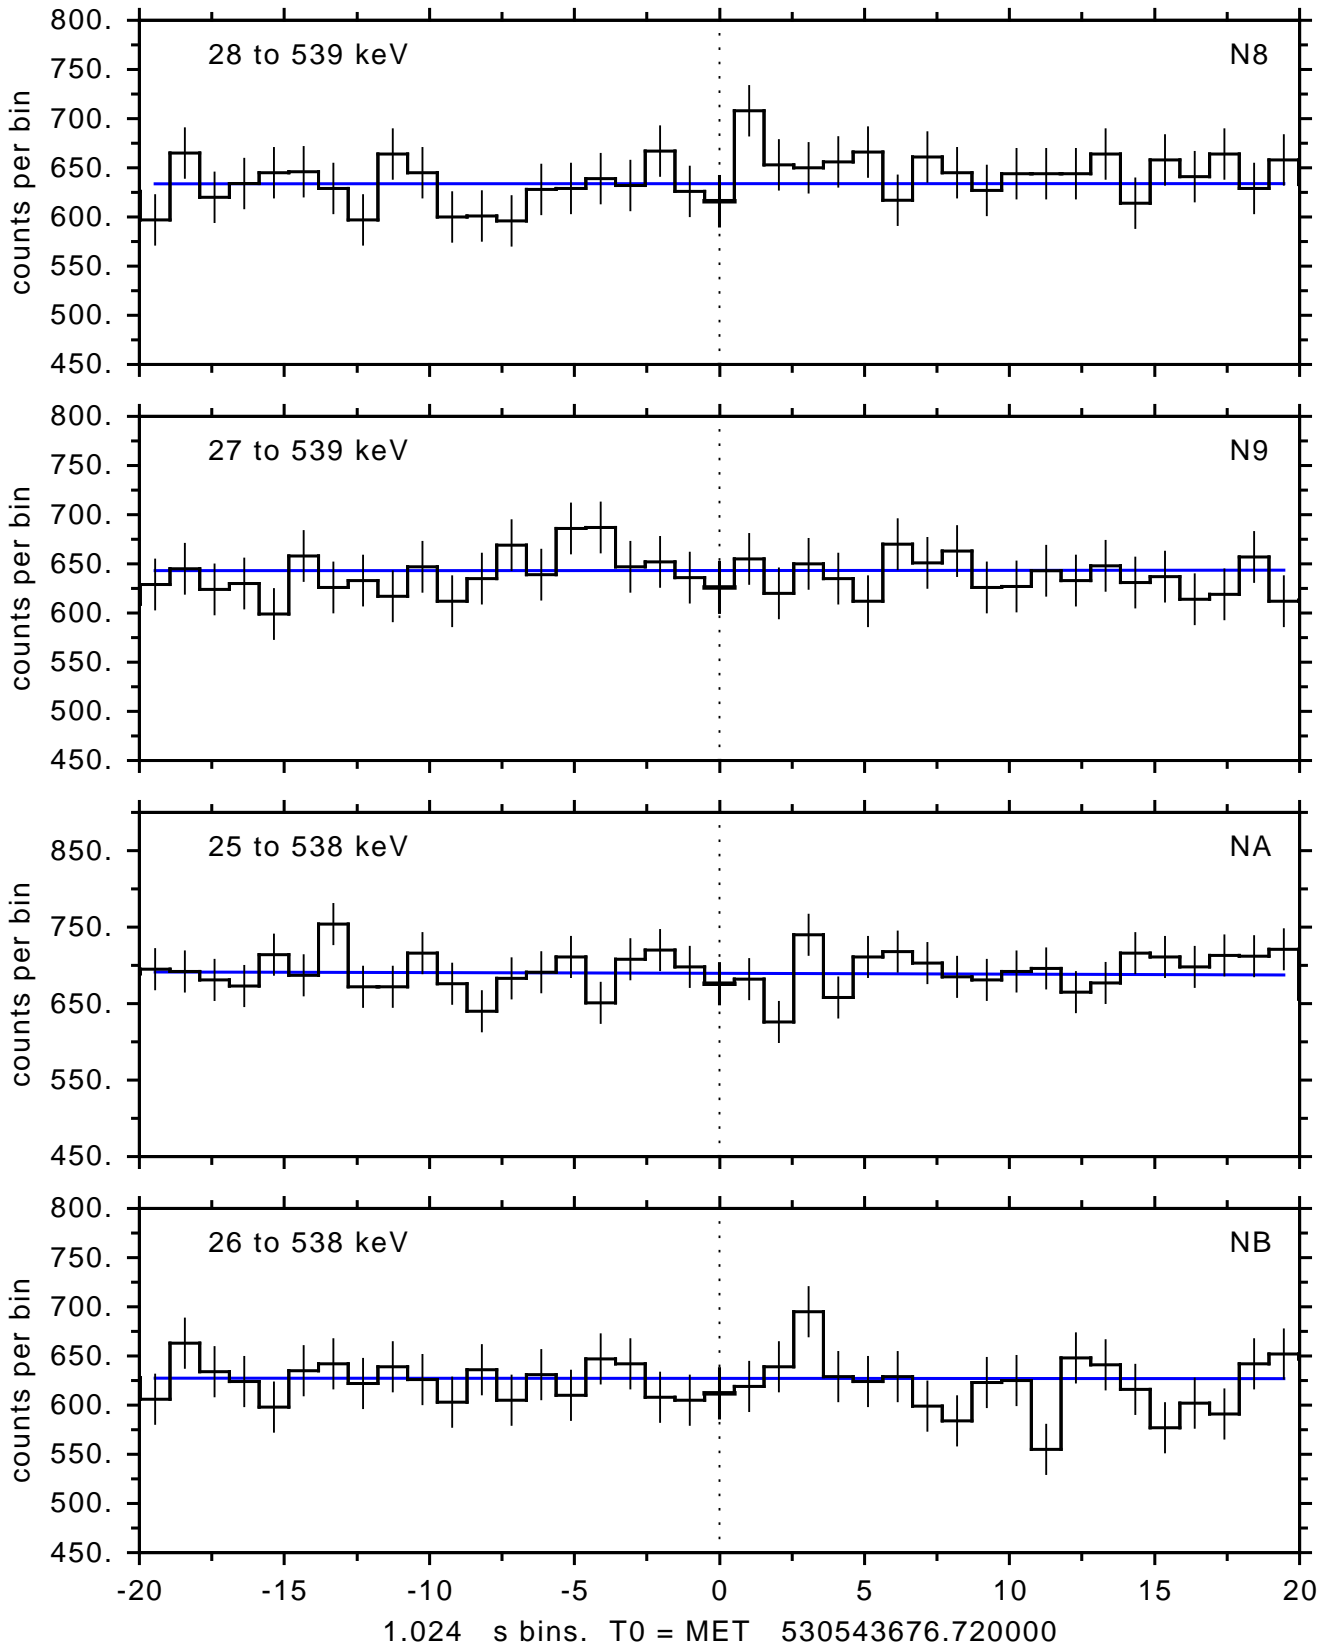 800.
28 to 539 keV N8
750.
700.
650.
600.
550.
500.
450.
counts per bin
800.
27 to 539 keV N9
750.
700.
650.
600.
550.
500.
450.
counts per bin
25 to 538 keV NA
850.
750.
650.
550.
450.
counts per bin
800.
26 to 538 keV NB
750.
700.
650.
600.
550.
500.
450.
counts per bin
-20 -15 -10 -5 0 5 10 15 20
1.024 s bins. T0 = MET 530543676.720000